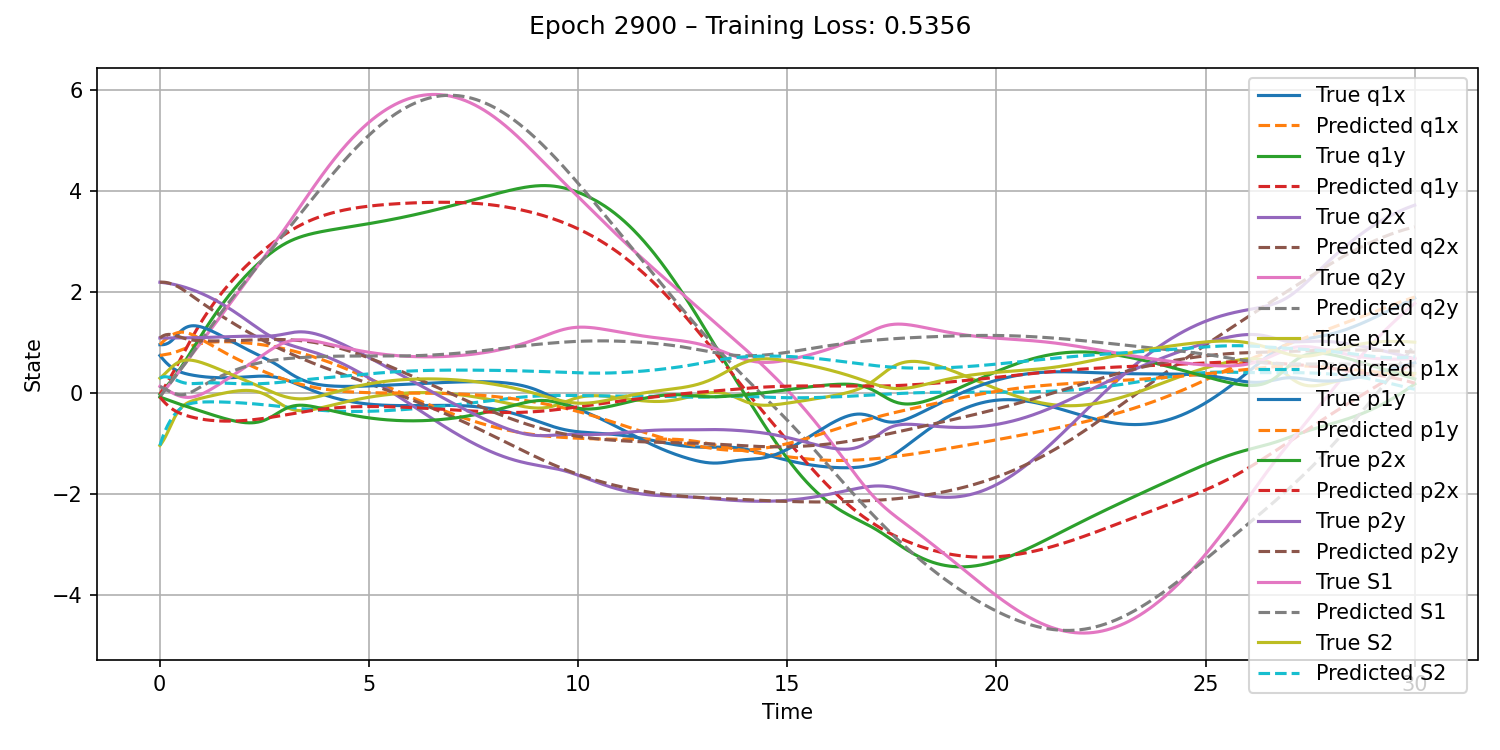 Epoch 2900 – Training Loss: 0.5356
State
6
4
2
0
−2
−4
0
5
10
15
20
25
30
Time
True q1x
Predicted q1x
True q1y
Predicted q1y
True q2x
Predicted q2x
True q2y
Predicted q2y
True p1x
Predicted p1x
True p1y
Predicted p1y
True p2x
Predicted p2x
True p2y
Predicted p2y
True S1
Predicted S1
True S2
Predicted S2